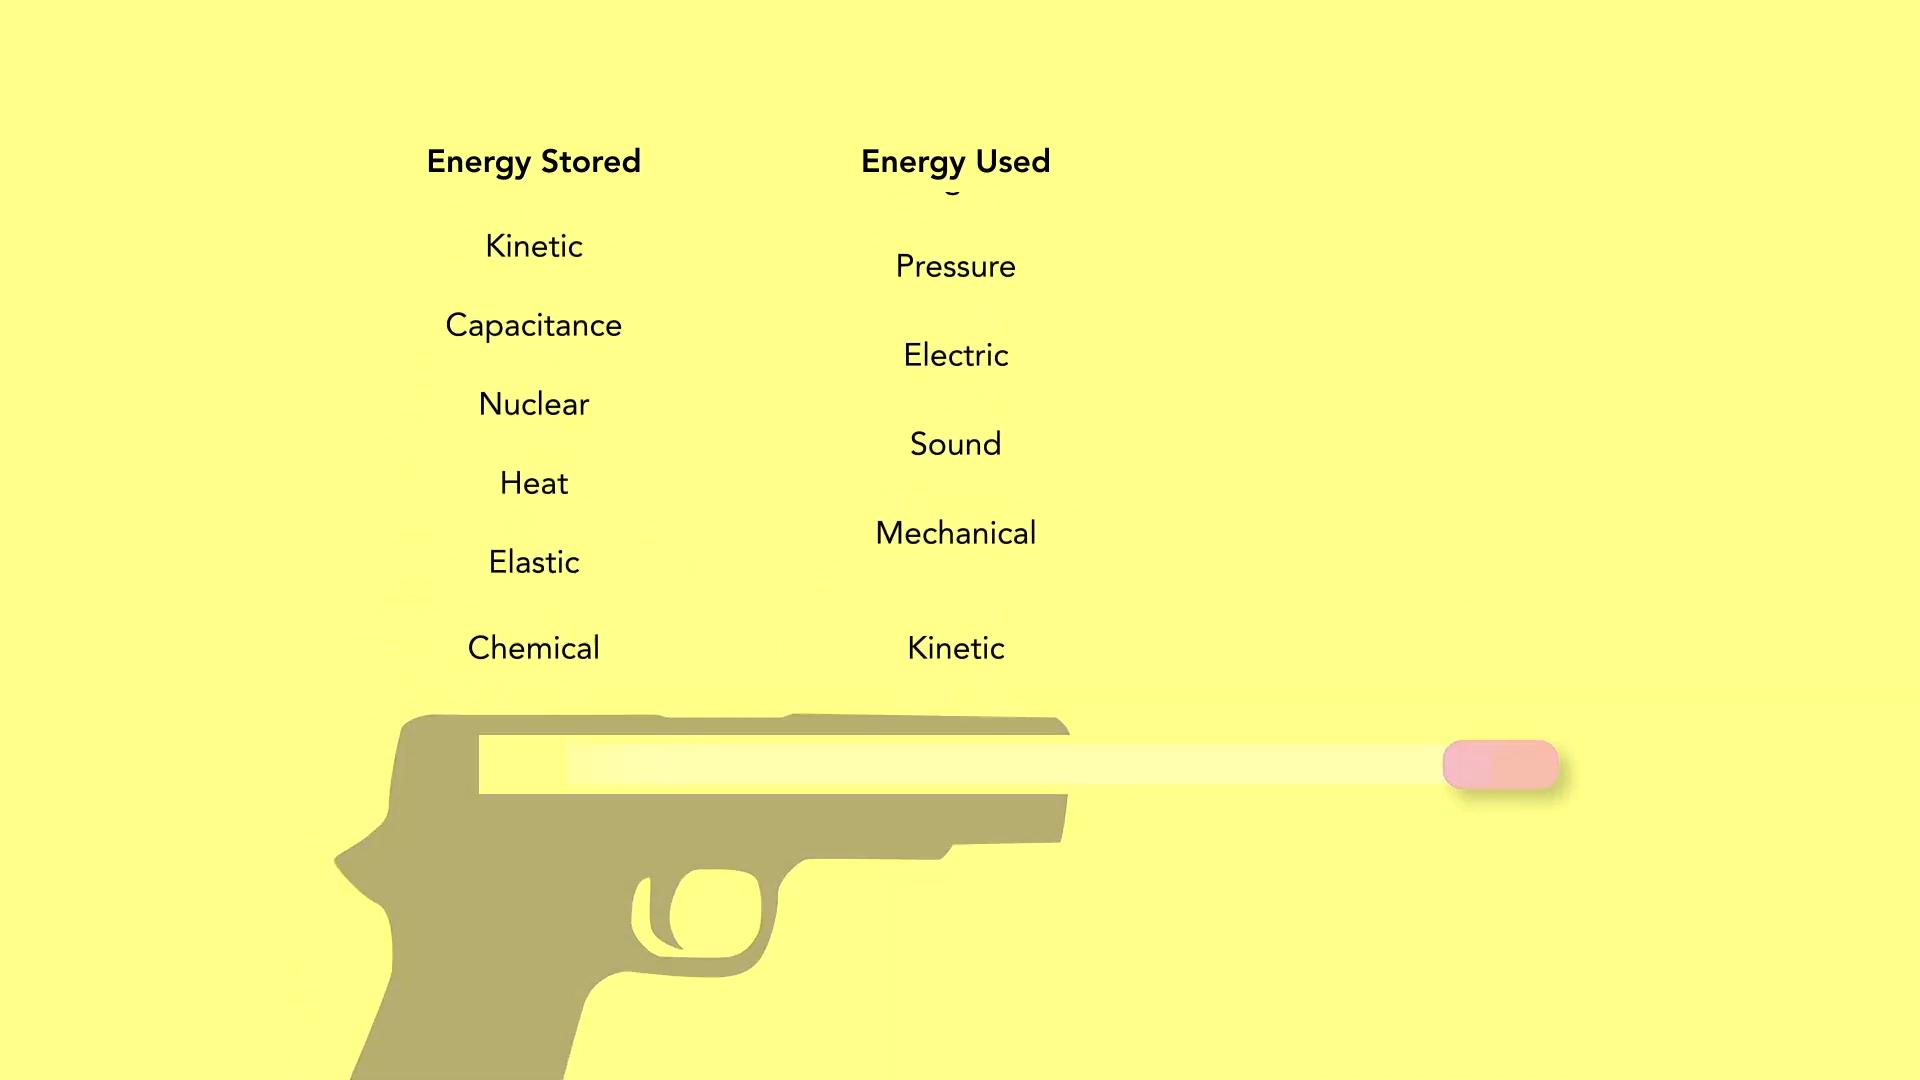 Energy Stored
Kinetic
Capacitance
Nuclear
Heat
Elastic
Chemical
Energy Used
Pressure
Electric
Sound
Mechanical
Kinetic